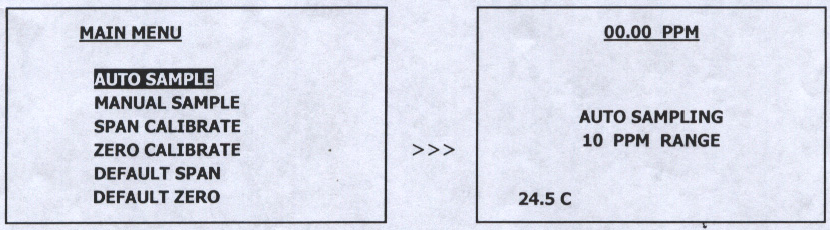 MAIN MENU
AUTO SAMPLE
MANUAL SAMPLE
SPAN CALIBRATE
ZERO CALIBRATE
DEFAULT SPAN
DEFAULT ZERO
>>>
00.00 PPM
AUTO SAMPLING
10 PPM RANGE
24.5 C